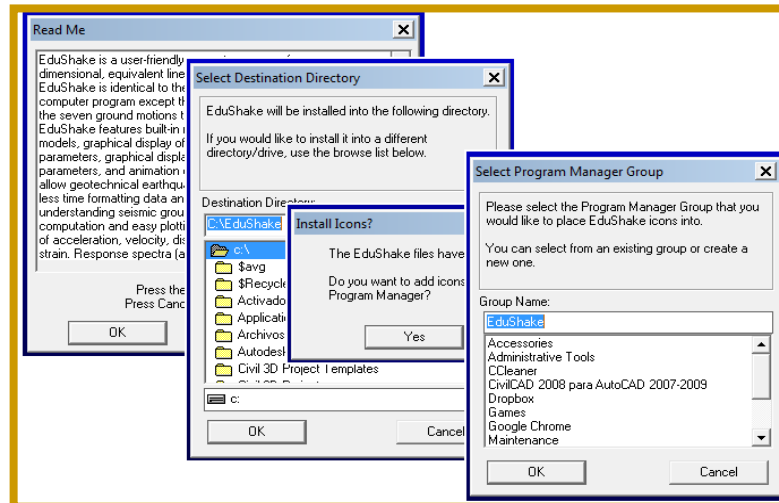 Read Me
EduShake is a user-friendly
dimensional, equivalent line
EduShake is identical to the
computer program except th
the seven ground motions t
EduShake features built-in
models, graphical display of
parameters, graphical displa
parameters, and animation
allow geotechnical earthqu
less time formatting data an
understanding seismic grou
computation and easy plotti
of acceleration, velocity, dis
strain. Response spectra (a
Press the
Press Canc
OK
Select Destination Directory
EduShake will be installed into the following directory.
If you would like to install it into a different
directory/drive, use the browse list below.
Destination Directory:
C:\EduShake
c:\
$avg
$Recycle
Activado
Applicati
Archivos
Autodesk
Civil 3D Project Templates
c:
OK
Cancel
Install Icons?
The EduShake files have
Do you want to add icons
Program Manager?
Yes
Select Program Manager Group
Please select the Program Manager Group that you
would like to place EduShake icons into.
You can select from an existing group or create a
new one.
Group Name:
EduShake
Accessories
Administrative Tools
CCleaner
CivilCAD 2008 para AutoCAD 2007-2009
Dropbox
Games
Google Chrome
Maintenance
OK
Cancel